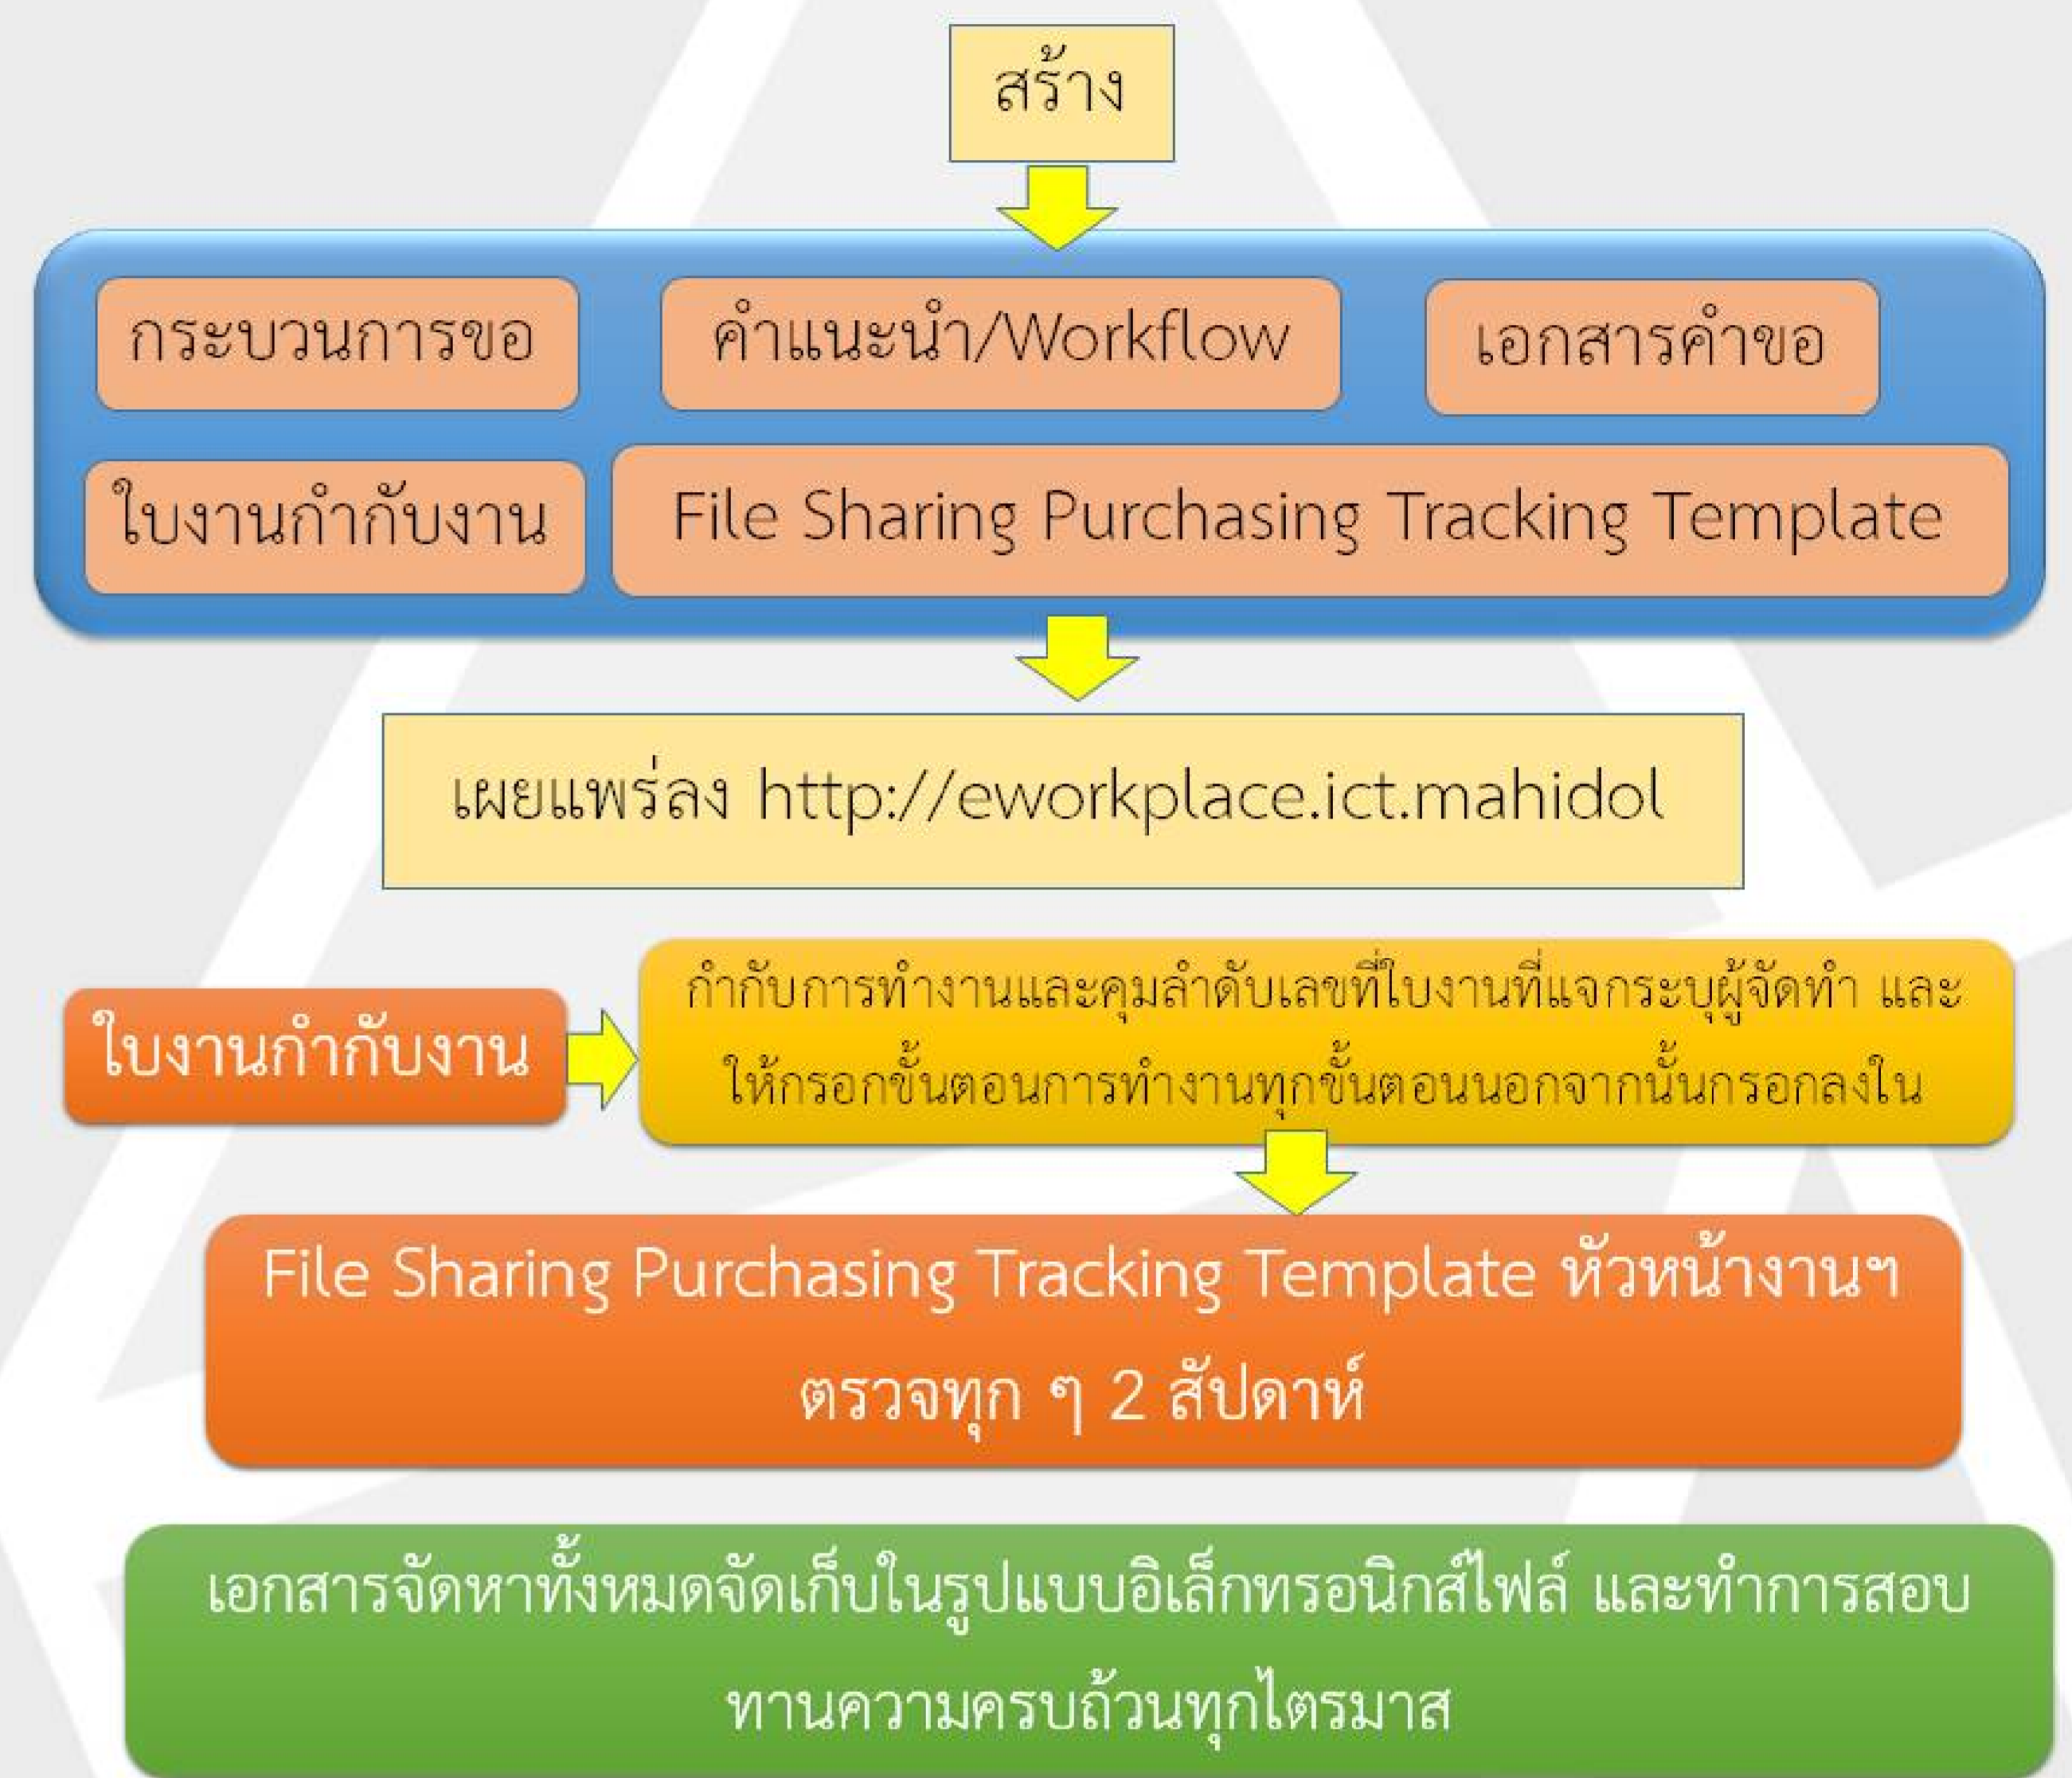 สร้าง
กระบวนการขอ
คำแนะนำ/Workflow
เอกสารคำขอ
ใบงานกำกับงาน
File Sharing Purchasing Tracking Template
เผยแพร่ลง http://eworkplace.ict.mahidol
ใบงานกำกับงาน
กำกับการทำงานและคุมลำดับเลขที่ใบงานที่แจกระบุผู้จัดทำ และ
ให้กรอกขั้นตอนการทำงานทุกขั้นตอนนอกจากนั้นกรอกลงใน
File Sharing Purchasing Tracking Template หัวหน้างานฯ
ตรวจทุก ๆ 2 สัปดาห์
เอกสารจัดหาทั้งหมดจัดเก็บในรูปแบบอิเล็กทรอนิกส์ไฟล์ และทำการสอบ
ทานความครบถ้วนทุกไตรมาส